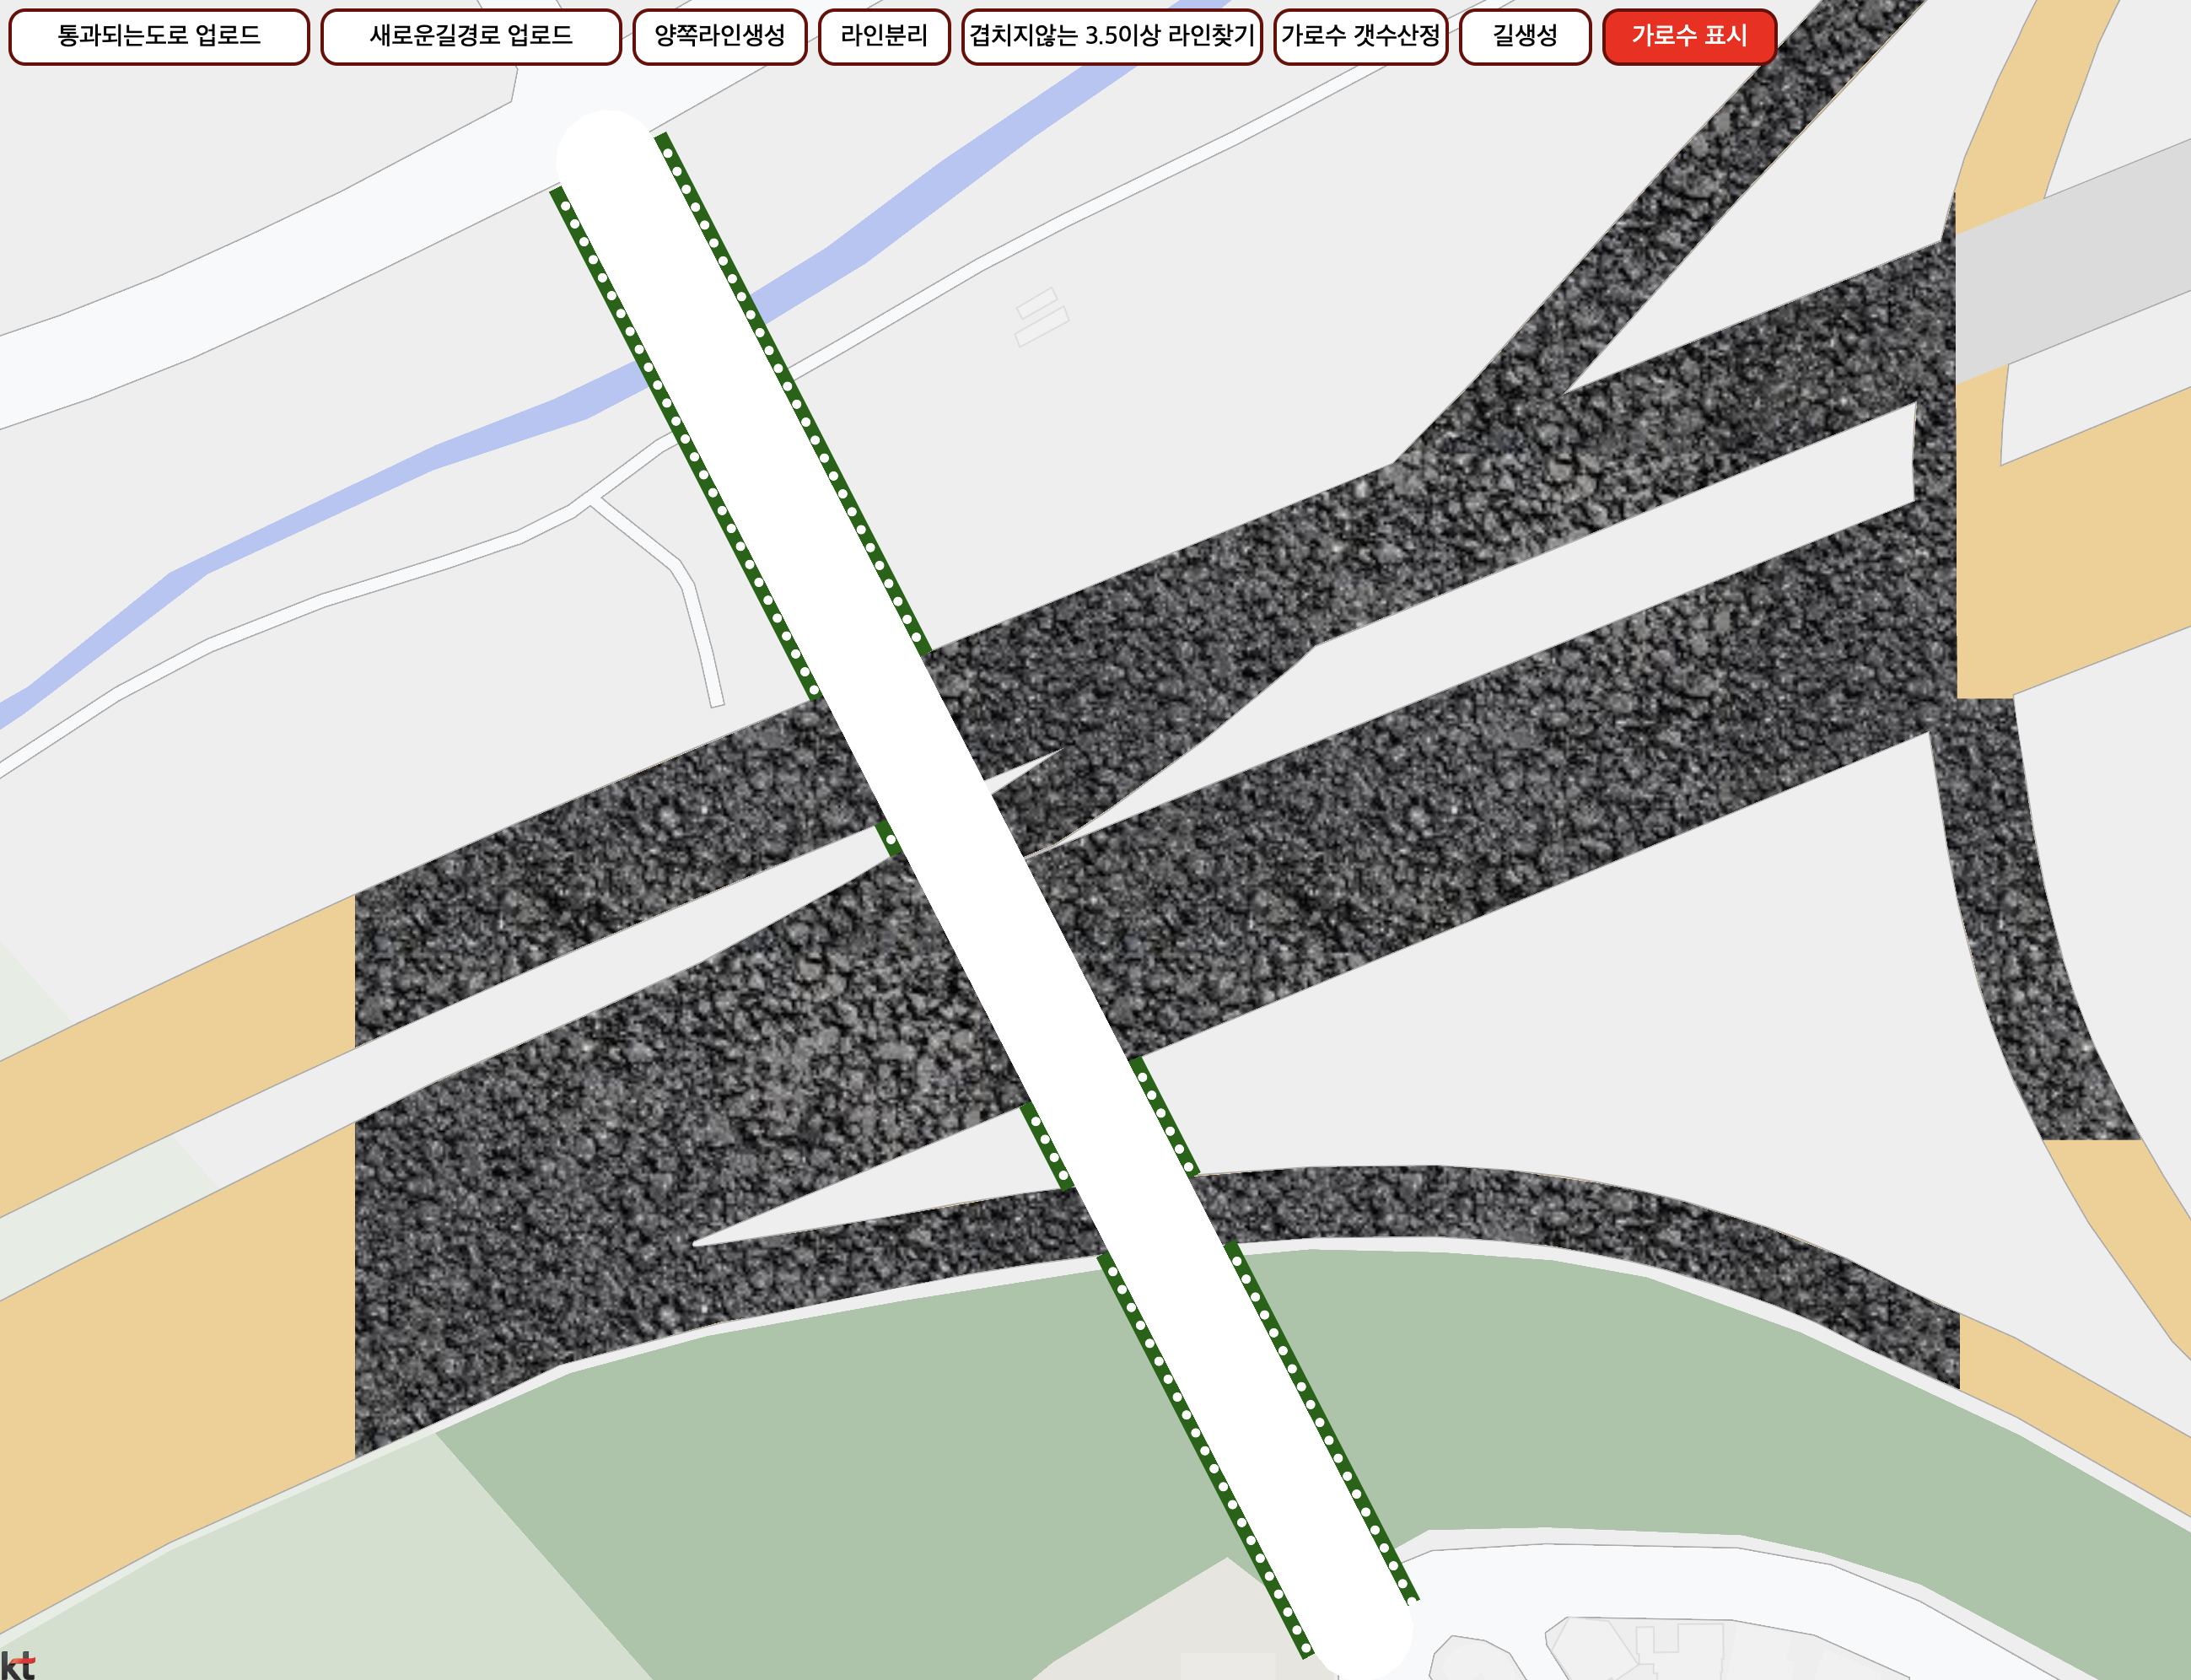 통과되는도로 업로드
새로운길경로 업로드
양쪽라인생성
라인분리
겹치지않는 3.5이상 라인찾기
가로수 갯수산정
길생성
가로수 표시
kt